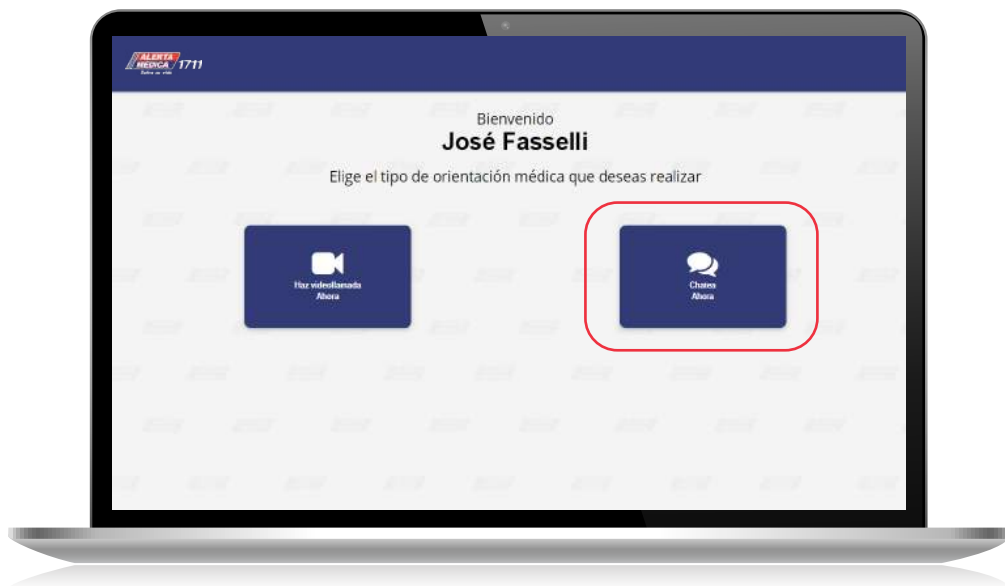 ALERTA
MÉDICA 1711
Bienvenido
José Fasselli
Elige el tipo de orientación médica que deseas realizar
Haz videollamada
Ahora
Chatea
Ahora